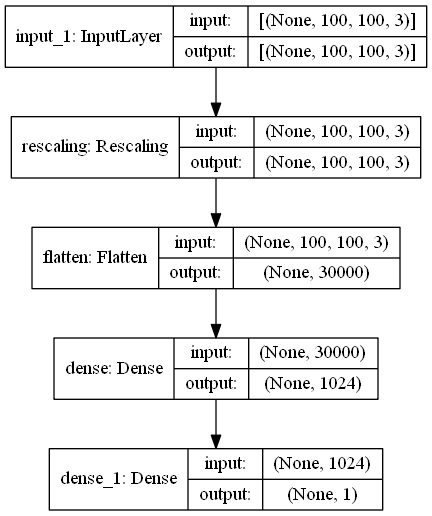 input_1: InputLayer
input: [(None, 100, 100, 3)]
output: [(None, 100, 100, 3)]
rescaling: Rescaling
input: (None, 100, 100, 3)
output: (None, 100, 100, 3)
flatten: Flatten
input: (None, 100, 100, 3)
output: (None, 30000)
dense: Dense
input: (None, 30000)
output: (None, 1024)
dense_1: Dense
input: (None, 1024)
output: (None, 1)